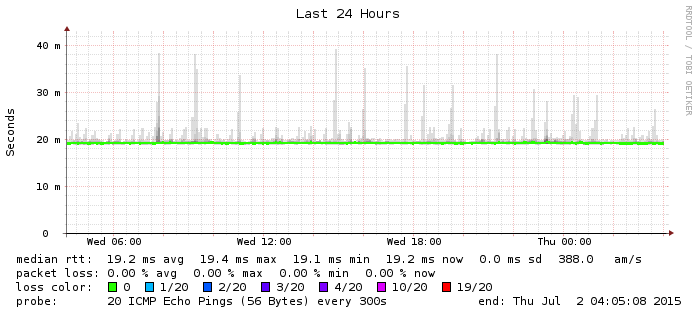 Last 24 Hours
RRDTOOL / TOBI OETIKER
Seconds
40 m
30 m
20 m
10 m
0
Wed 06:00 Wed 12:00 Wed 18:00 Thu 00:00
median rtt: 19.2 ms avg 19.4 ms max 19.1 ms min 19.2 ms now 0.0 ms sd 388.0 am/s
packet loss: 0.00 % avg 0.00 % max 0.00 % min 0.00 % now
loss color: 0 1/20 2/20 3/20 4/20 10/20 19/20
probe: 20 ICMP Echo Pings (56 Bytes) every 300s end: Thu Jul 2 04:05:08 2015